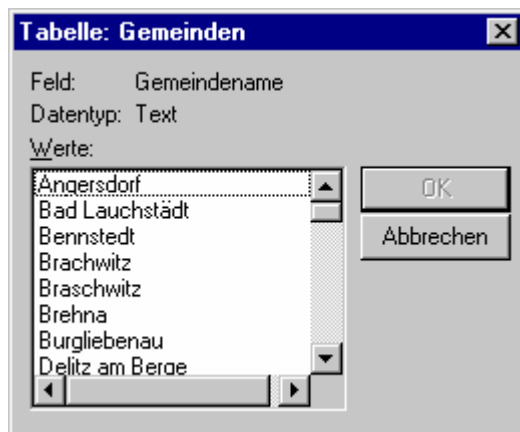 Tabelle: Gemeinden
Feld: Gemeindename
Datentyp: Text
Werte:
Angersdorf
Bad Lauchstädt
Bennstedt
Brachwitz
Braschwitz
Brehna
Burgliebenau
Delitz am Berge
OK
Abbrechen